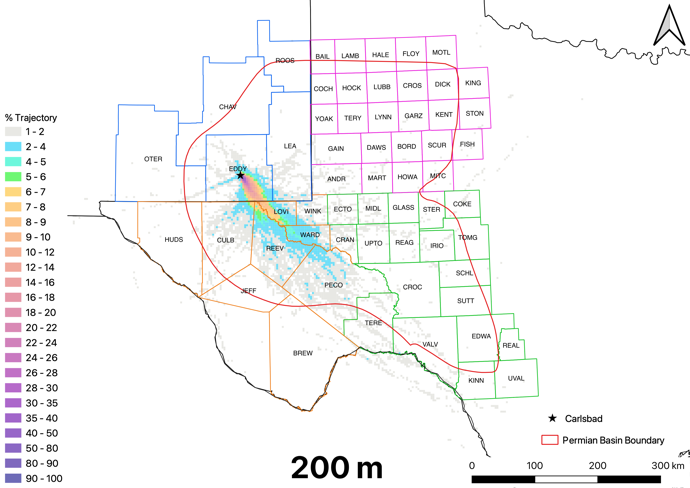 % Trajectory
1 - 2
2 - 4
4 - 5
5 - 6
6 - 7
7 - 8
8 - 9
9 - 10
10 - 12
12 - 14
14 - 16
16 - 18
18 - 20
20 - 22
22 - 24
24 - 26
26 - 28
28 - 30
30 - 35
35 - 40
40 - 50
50 - 80
80 - 90
90 - 100
ROOS BAIL LAMB HALE FLOY MOTL
COCH HOCK LUBB CROS DICK KING
CHAV
YOAK TERY LYNN GARZ KENT STON
OTER LEA GAIN DAWS BORD SCUR FISH
EDDY ANDR MART HOWA MITC
LOVI WINK ECTO MIDL GLASS STER COKE
HUDS CULB REEV WARD CRAN UPTO REAG IRIO TOMG
JEFF PECO CROC SCHL
SUTT
TERE EDWA
BREW VALV REAL
KINN UVAL
Carlsbad
Permian Basin Boundary
200 m
0 100 200 300 km